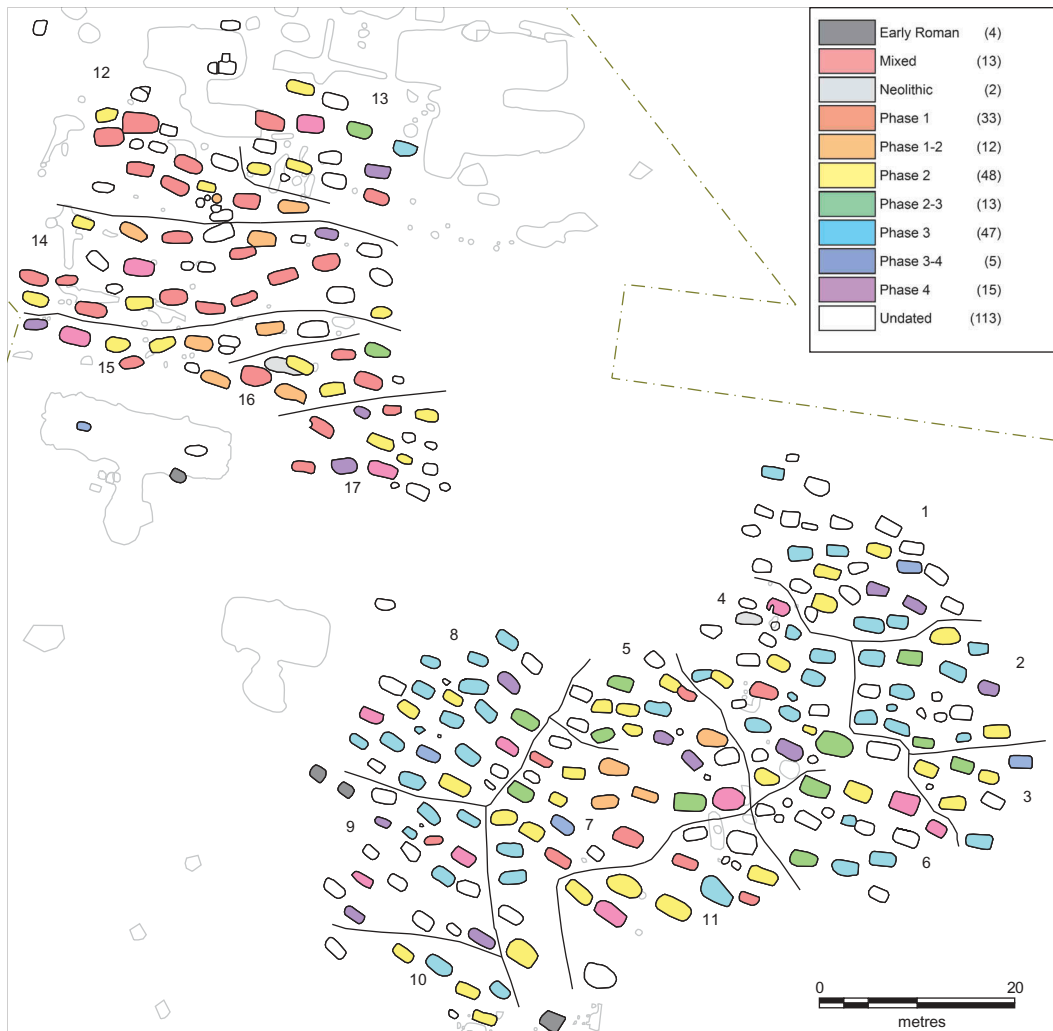 Early Roman (4)
Mixed (13)
Neolithic (2)
Phase 1 (33)
Phase 1-2 (12)
Phase 2 (48)
Phase 2-3 (13)
Phase 3 (47)
Phase 3-4 (5)
Phase 4 (15)
Undated (113)
12
13
14
15
16
17
1
4
8
5
2
3
7
9
6
11
10
0 20
metres